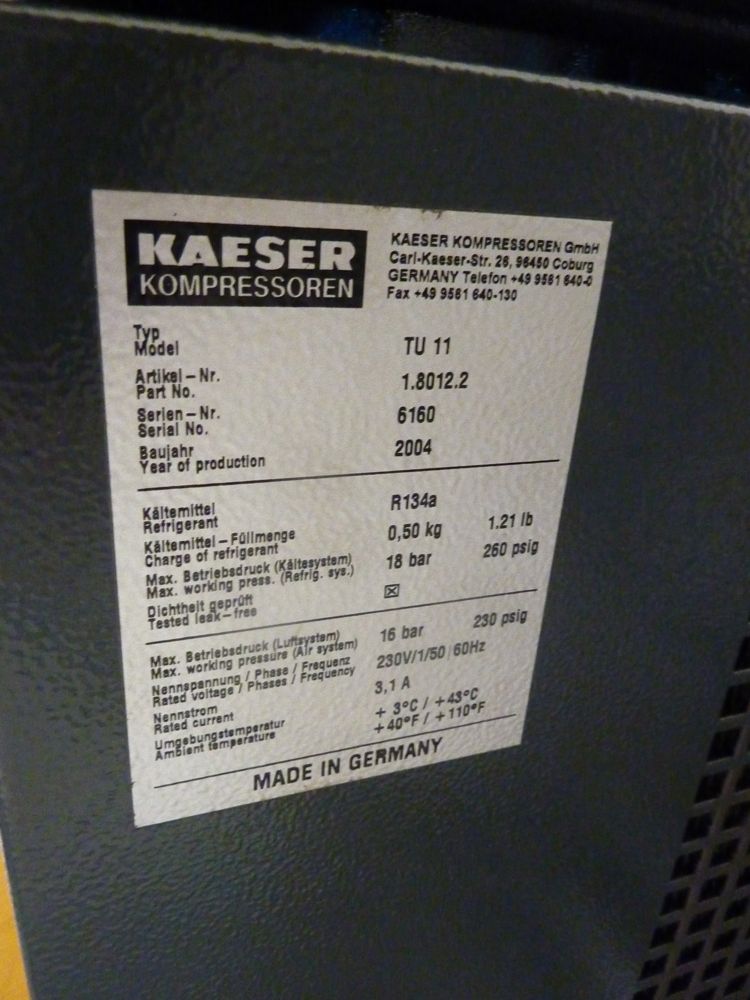 KAESER
KOMPRESSOREN
KAESER KOMPRESSOREN GmbH
Carl-Kaeser-Str. 26, 96450 Coburg
GERMANY Telefon +49 9561 640-0
Fax +49 9561 640-130
Typ
Model TU 11
Artikel-Nr.
Part No. 1.8012.2
Serien-Nr.
Serial No. 6160
Baujahr
Year of production 2004
Kältemittel
Refrigerant R134a
Kältemittel-Füllmenge
Charge of refrigerant 0,50 kg 1.21 lb
Max. Betriebsdruck (Kältesystem)
Max. working press. (Refrig. sys.) 18 bar 260 psig
Dichtheit geprüft
Tested leak-free ☒
Max. Betriebsdruck (Luftsystem)
Max. working pressure (Air system) 16 bar 230 psig
Nennspannung / Phase / Frequenz
Rated voltage / Phases / Frequency 230V/1/50|60Hz
Nennstrom
Rated current 3,1 A
Umgebungstemperatur + 3°C / +43°C
Ambient temperature +40°F / +110°F
MADE IN GERMANY